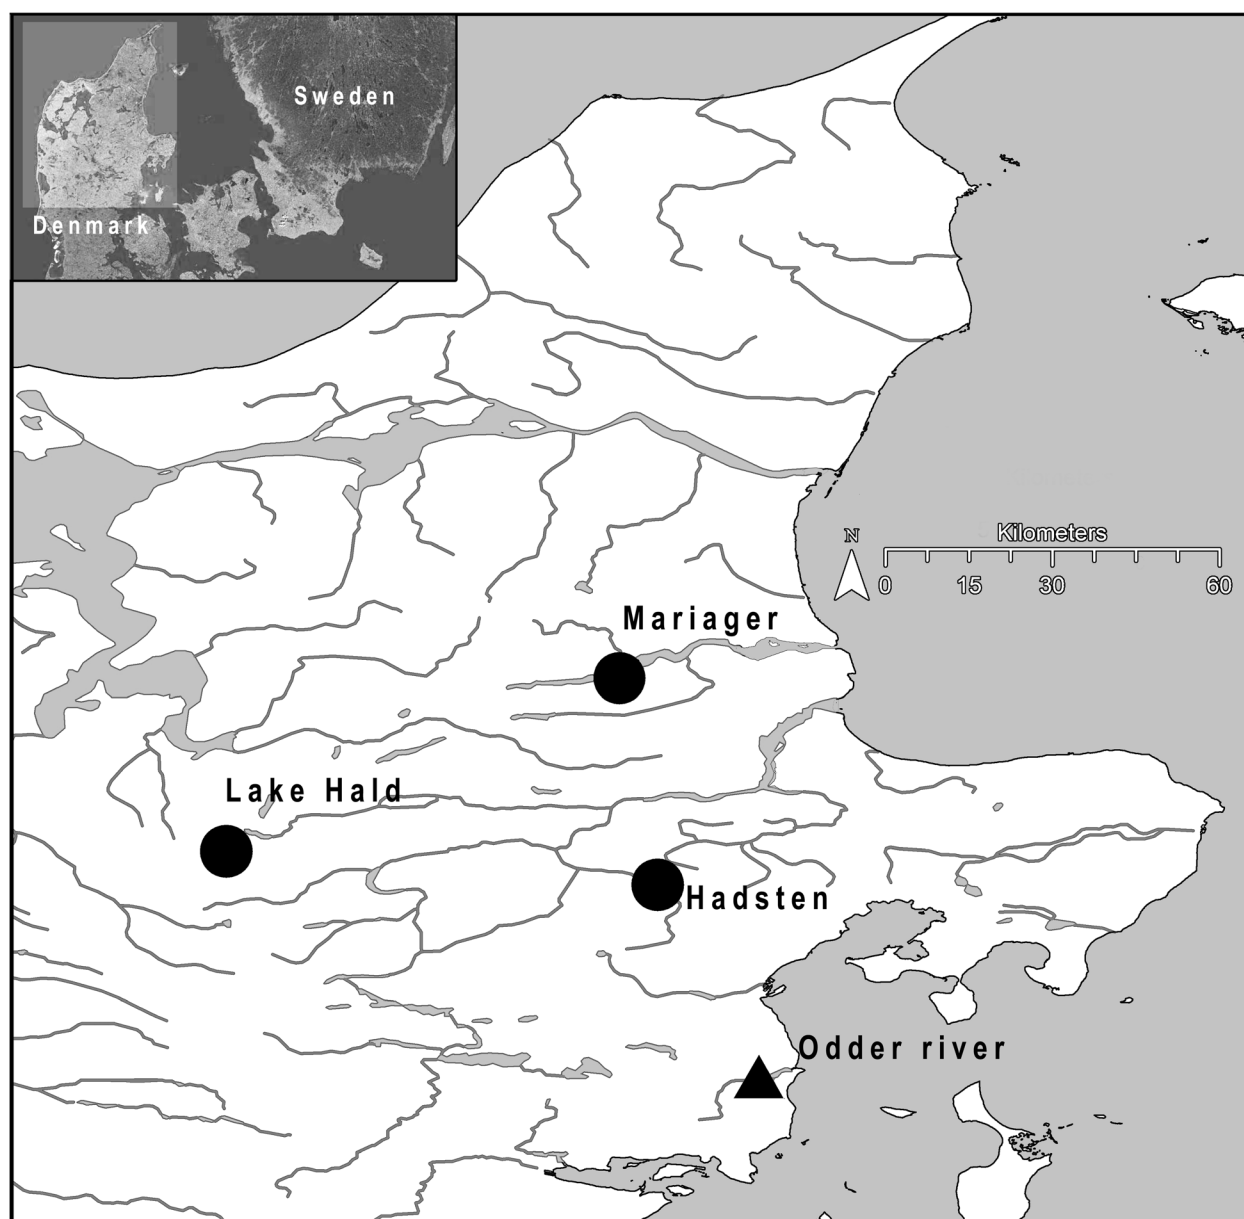 Sweden
Denmark
N
Kilometers
0 15 30 60
Mariager
Lake Hald
Hadsten
Odder river